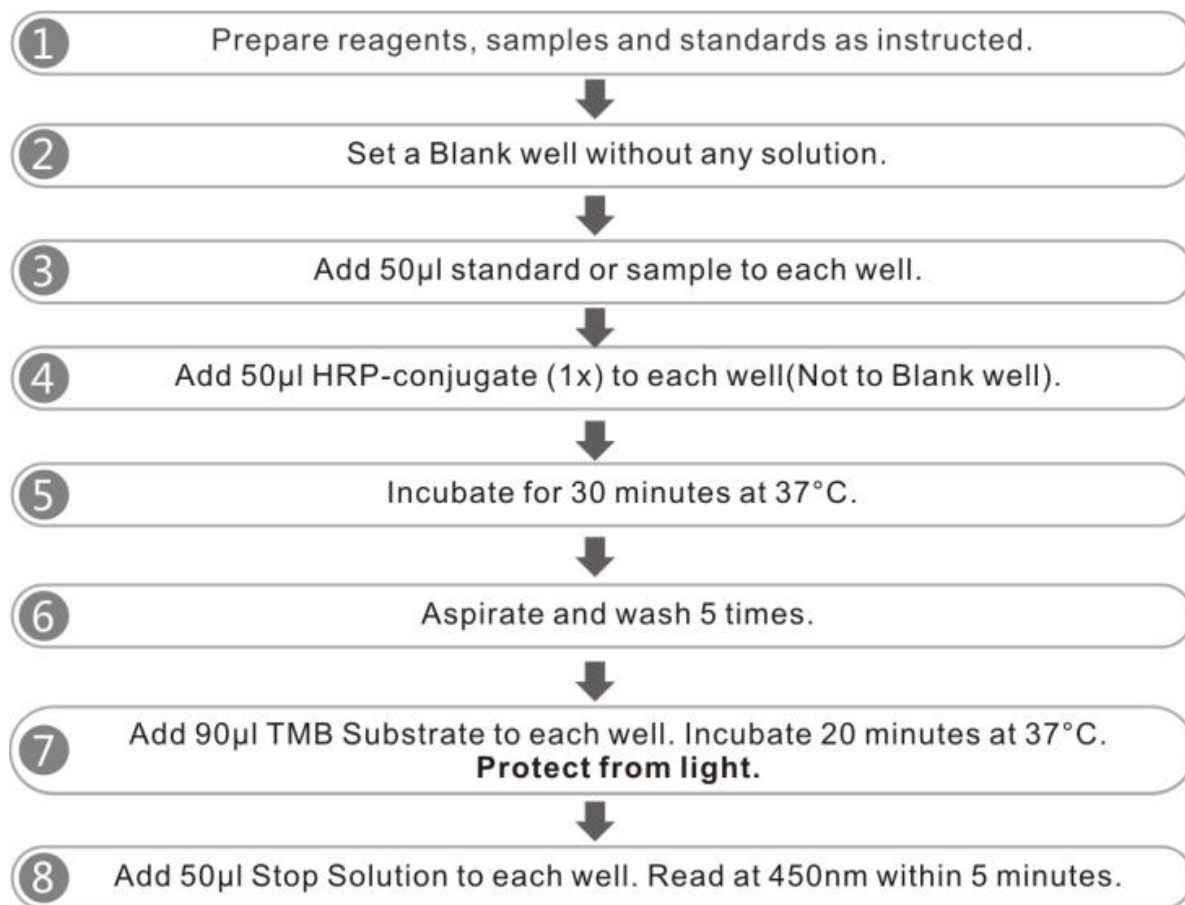 1 Prepare reagents, samples and standards as instructed.
2 Set a Blank well without any solution.
3 Add 50µl standard or sample to each well.
4 Add 50µl HRP-conjugate (1x) to each well(Not to Blank well).
5 Incubate for 30 minutes at 37°C.
6 Aspirate and wash 5 times.
7 Add 90µl TMB Substrate to each well. Incubate 20 minutes at 37°C.
Protect from light.
8 Add 50µl Stop Solution to each well. Read at 450nm within 5 minutes.